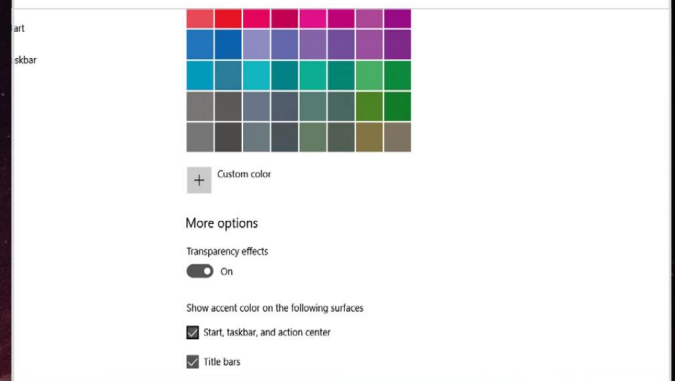 art
skbar
Custom color
More options
Transparency effects
On
Show accent color on the following surfaces
Start, taskbar, and action center
Title bars